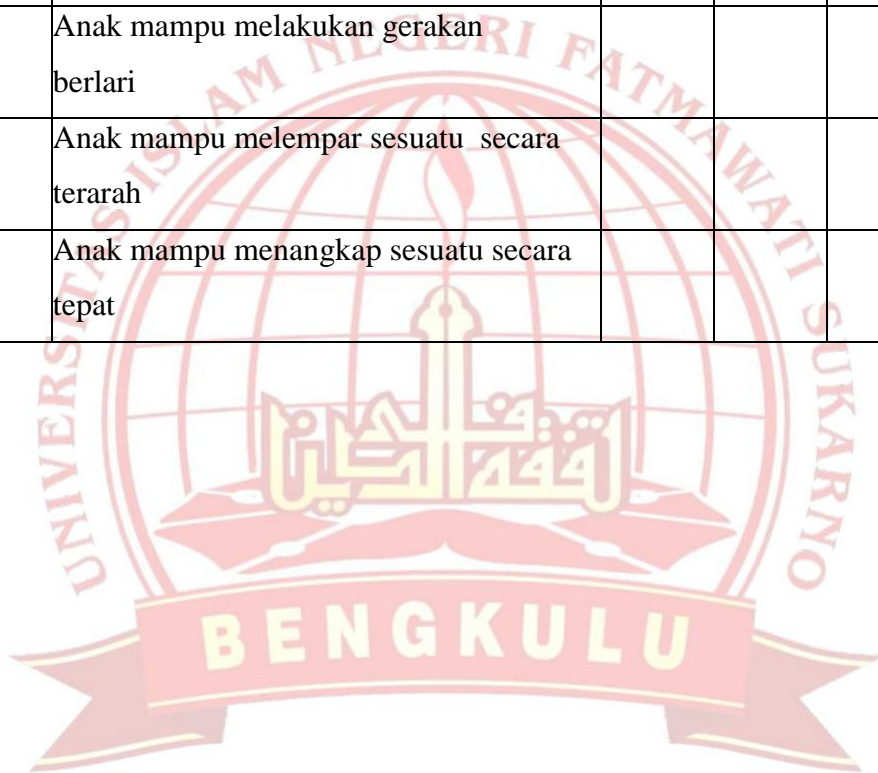 Anak mampu melakukan gerakan
berlari
Anak mampu melempar sesuatu  secara
terarah
Anak mampu menangkap sesuatu secara
tepat
UNIVERSITAS ISLAM NEGERI FATMAWATI SUKARNO
BENGKULU